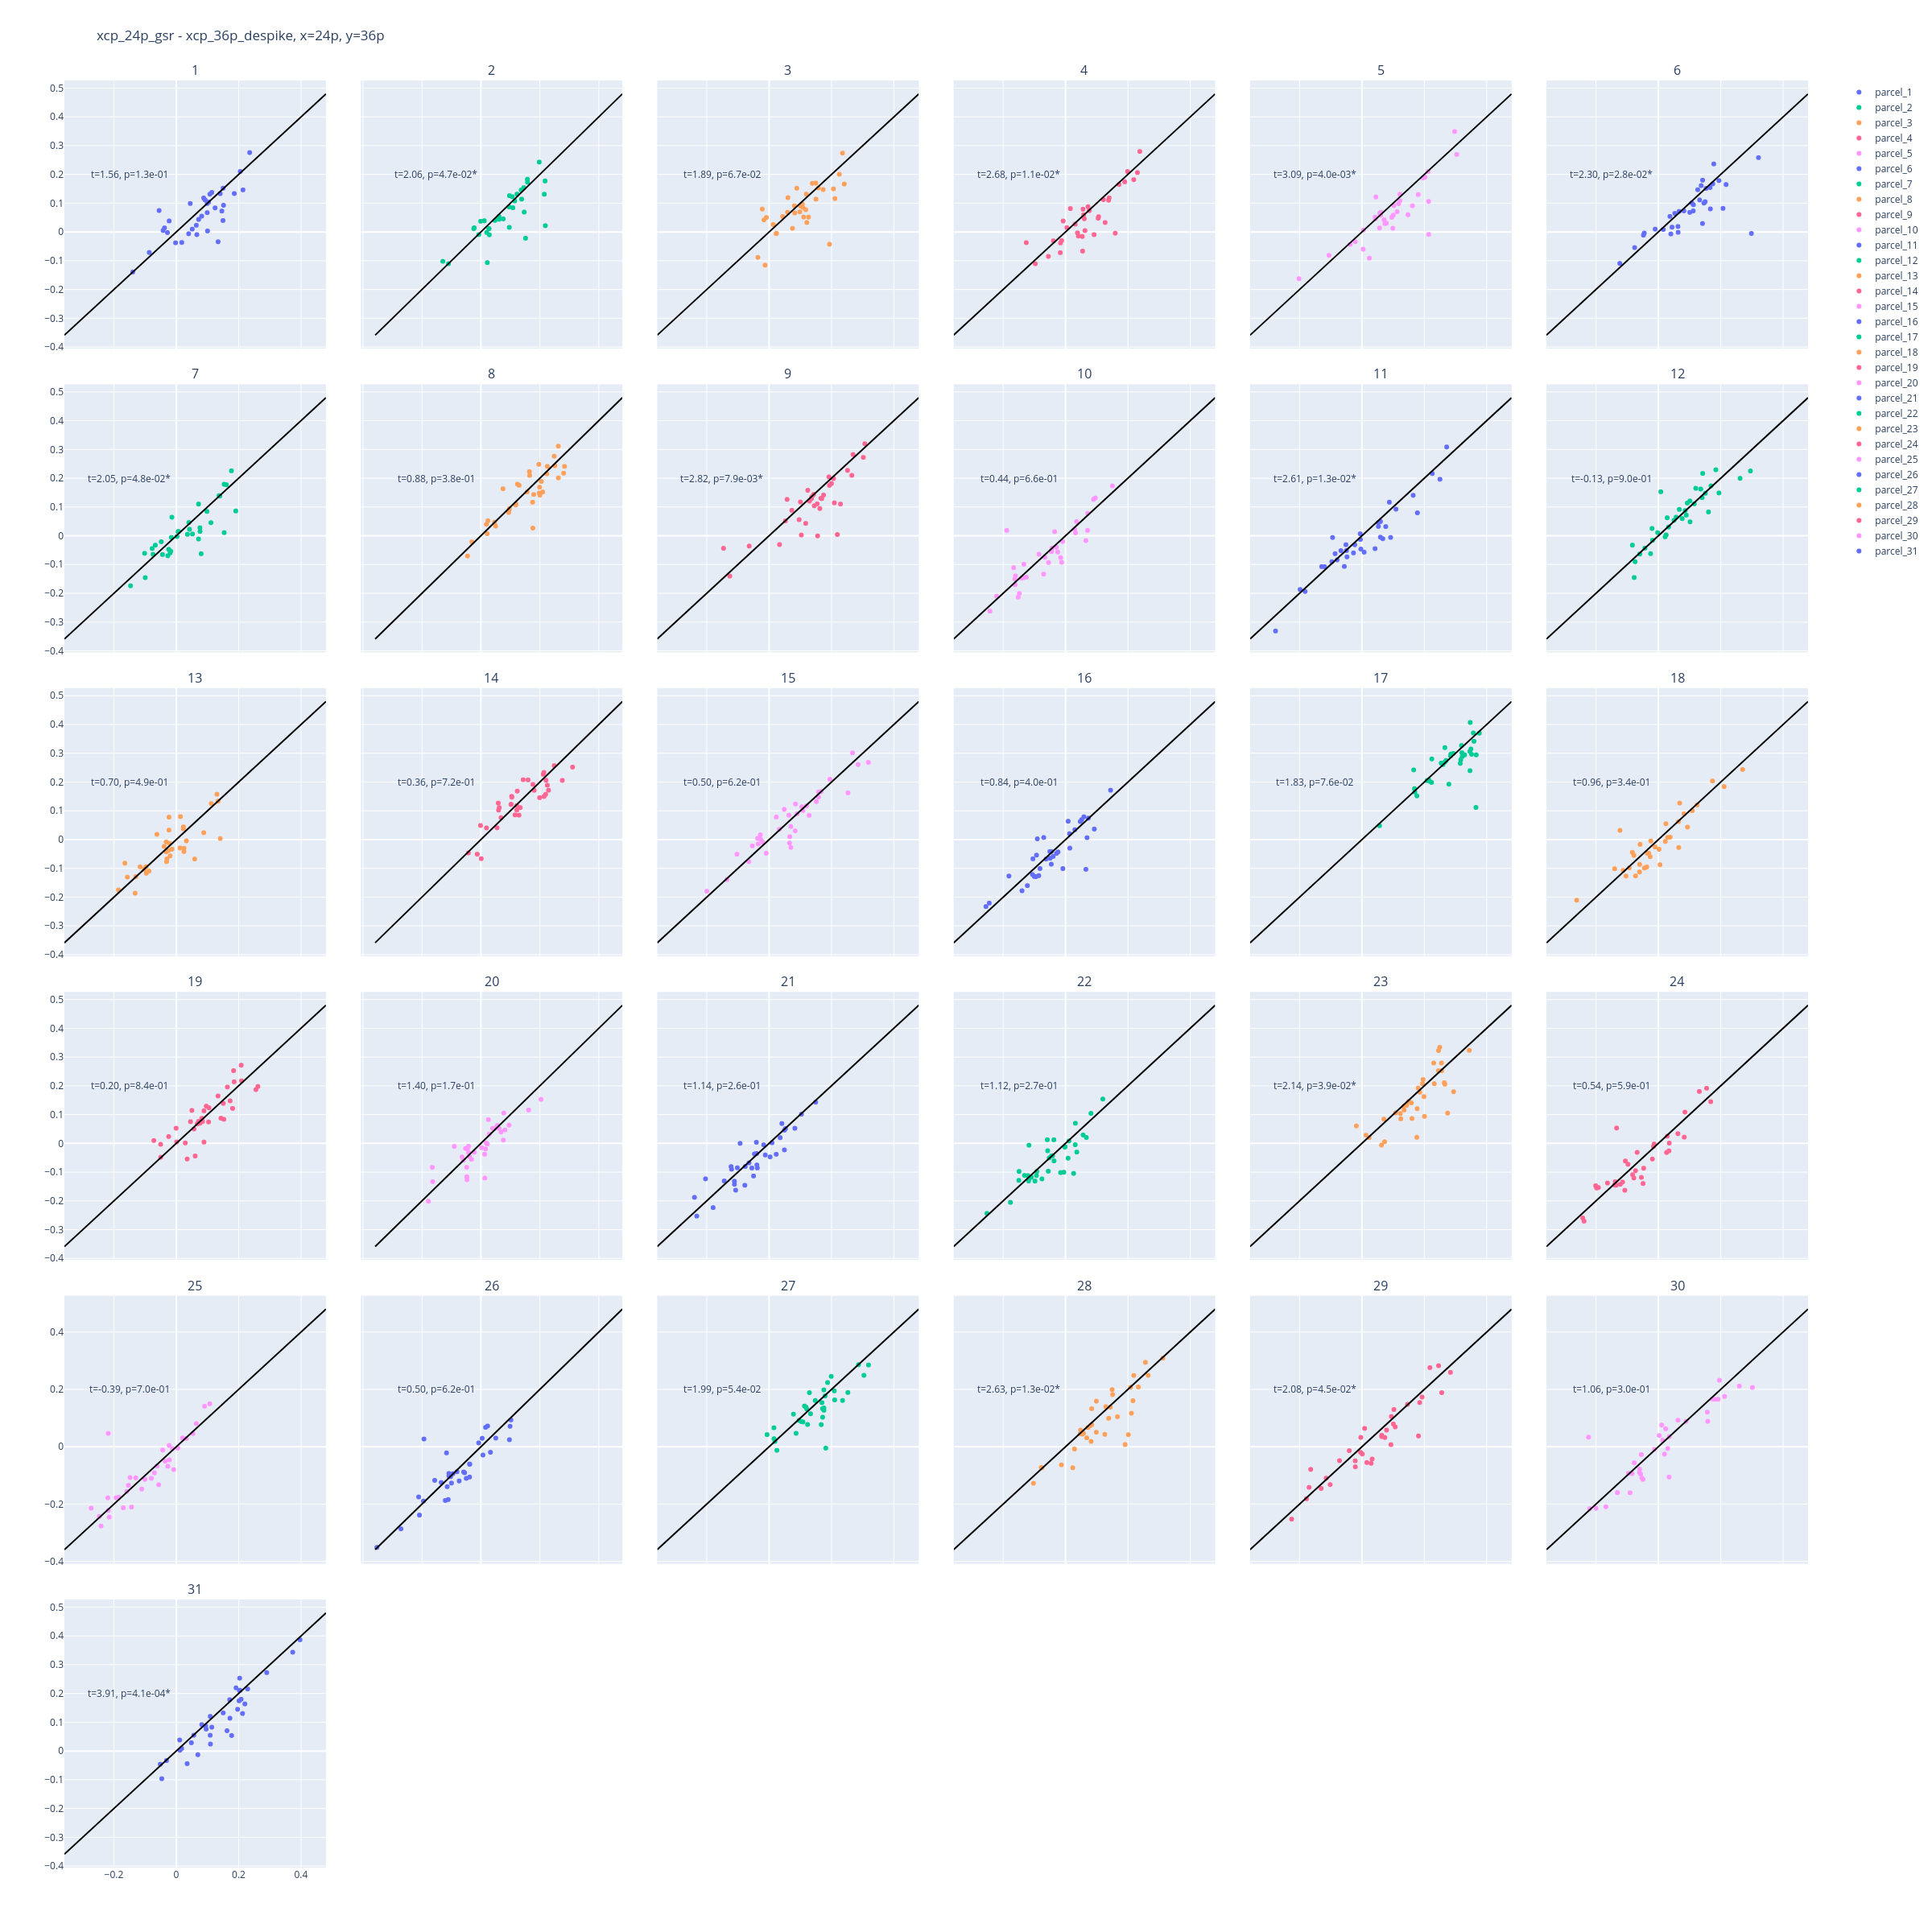 xcp_24p_gsr - xcp_36p_despike, x=24p, y=36p
1
2
3
4
5
6
0.5
0.4
0.3
0.2
0.1
0
−0.1
−0.2
−0.3
−0.4
t=1.56, p=1.3e-01
t=2.06, p=4.7e-02*
t=1.89, p=6.7e-02
t=2.68, p=1.1e-02*
t=3.09, p=4.0e-03*
t=2.30, p=2.8e-02*
parcel_1
parcel_2
parcel_3
parcel_4
parcel_5
parcel_6
parcel_7
parcel_8
parcel_9
parcel_10
parcel_11
parcel_12
parcel_13
parcel_14
parcel_15
parcel_16
parcel_17
parcel_18
parcel_19
parcel_20
parcel_21
parcel_22
parcel_23
parcel_24
parcel_25
parcel_26
parcel_27
parcel_28
parcel_29
parcel_30
parcel_31
7
8
9
10
11
12
0.5
0.4
0.3
0.2
0.1
0
−0.1
−0.2
−0.3
−0.4
t=2.05, p=4.8e-02*
t=0.88, p=3.8e-01
t=2.82, p=7.9e-03*
t=0.44, p=6.6e-01
t=2.61, p=1.3e-02*
t=-0.13, p=9.0e-01
13
14
15
16
17
18
0.5
0.4
0.3
0.2
0.1
0
−0.1
−0.2
−0.3
−0.4
t=0.70, p=4.9e-01
t=0.36, p=7.2e-01
t=0.50, p=6.2e-01
t=0.84, p=4.0e-01
t=1.83, p=7.6e-02
t=0.96, p=3.4e-01
19
20
21
22
23
24
0.5
0.4
0.3
0.2
0.1
0
−0.1
−0.2
−0.3
−0.4
t=0.20, p=8.4e-01
t=1.40, p=1.7e-01
t=1.14, p=2.6e-01
t=1.12, p=2.7e-01
t=2.14, p=3.9e-02*
t=0.54, p=5.9e-01
25
26
27
28
29
30
0.4
0.2
0
−0.2
−0.4
t=-0.39, p=7.0e-01
t=0.50, p=6.2e-01
t=1.99, p=5.4e-02
t=2.63, p=1.3e-02*
t=2.08, p=4.5e-02*
t=1.06, p=3.0e-01
31
0.5
0.4
0.3
0.2
0.1
0
−0.1
−0.2
−0.3
−0.4
t=3.91, p=4.1e-04*
−0.2
0
0.2
0.4